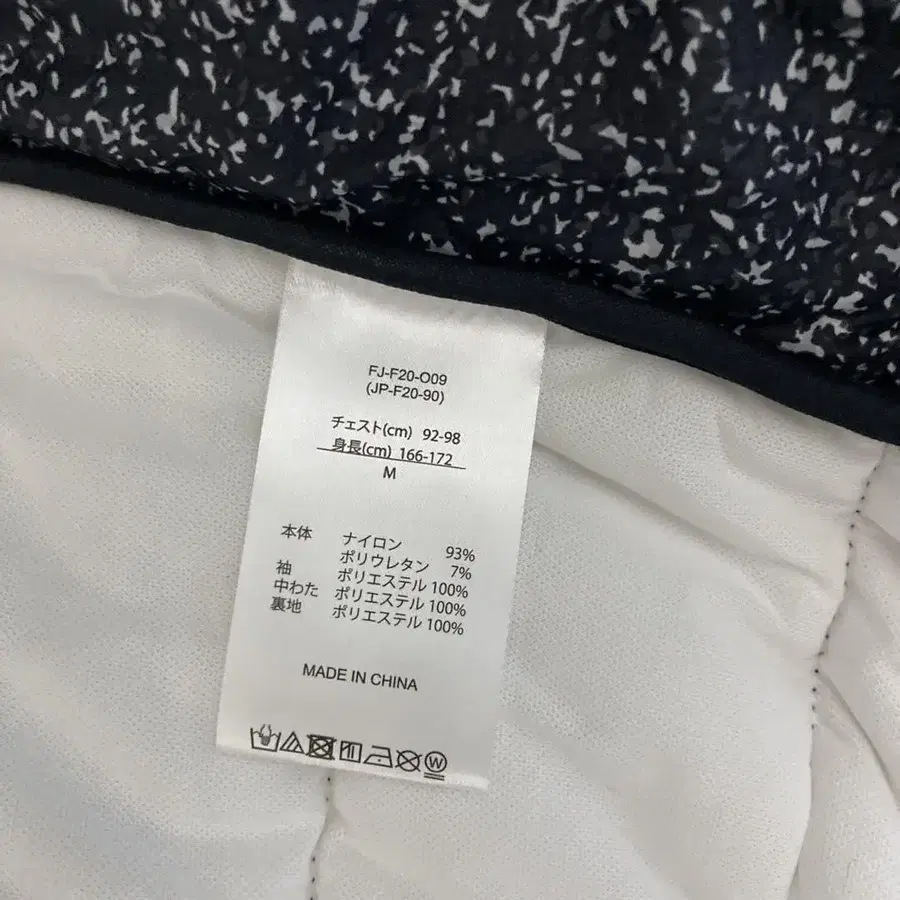 FJ-F20-O09
(JP-F20-90)
チェスト(cm) 92-98
身長(cm) 166-172
M
本体 ナイロン 93%
ポリウレタン 7%
袖 ポリエステル 100%
中わた ポリエステル 100%
裏地 ポリエステル 100%
MADE IN CHINA
W